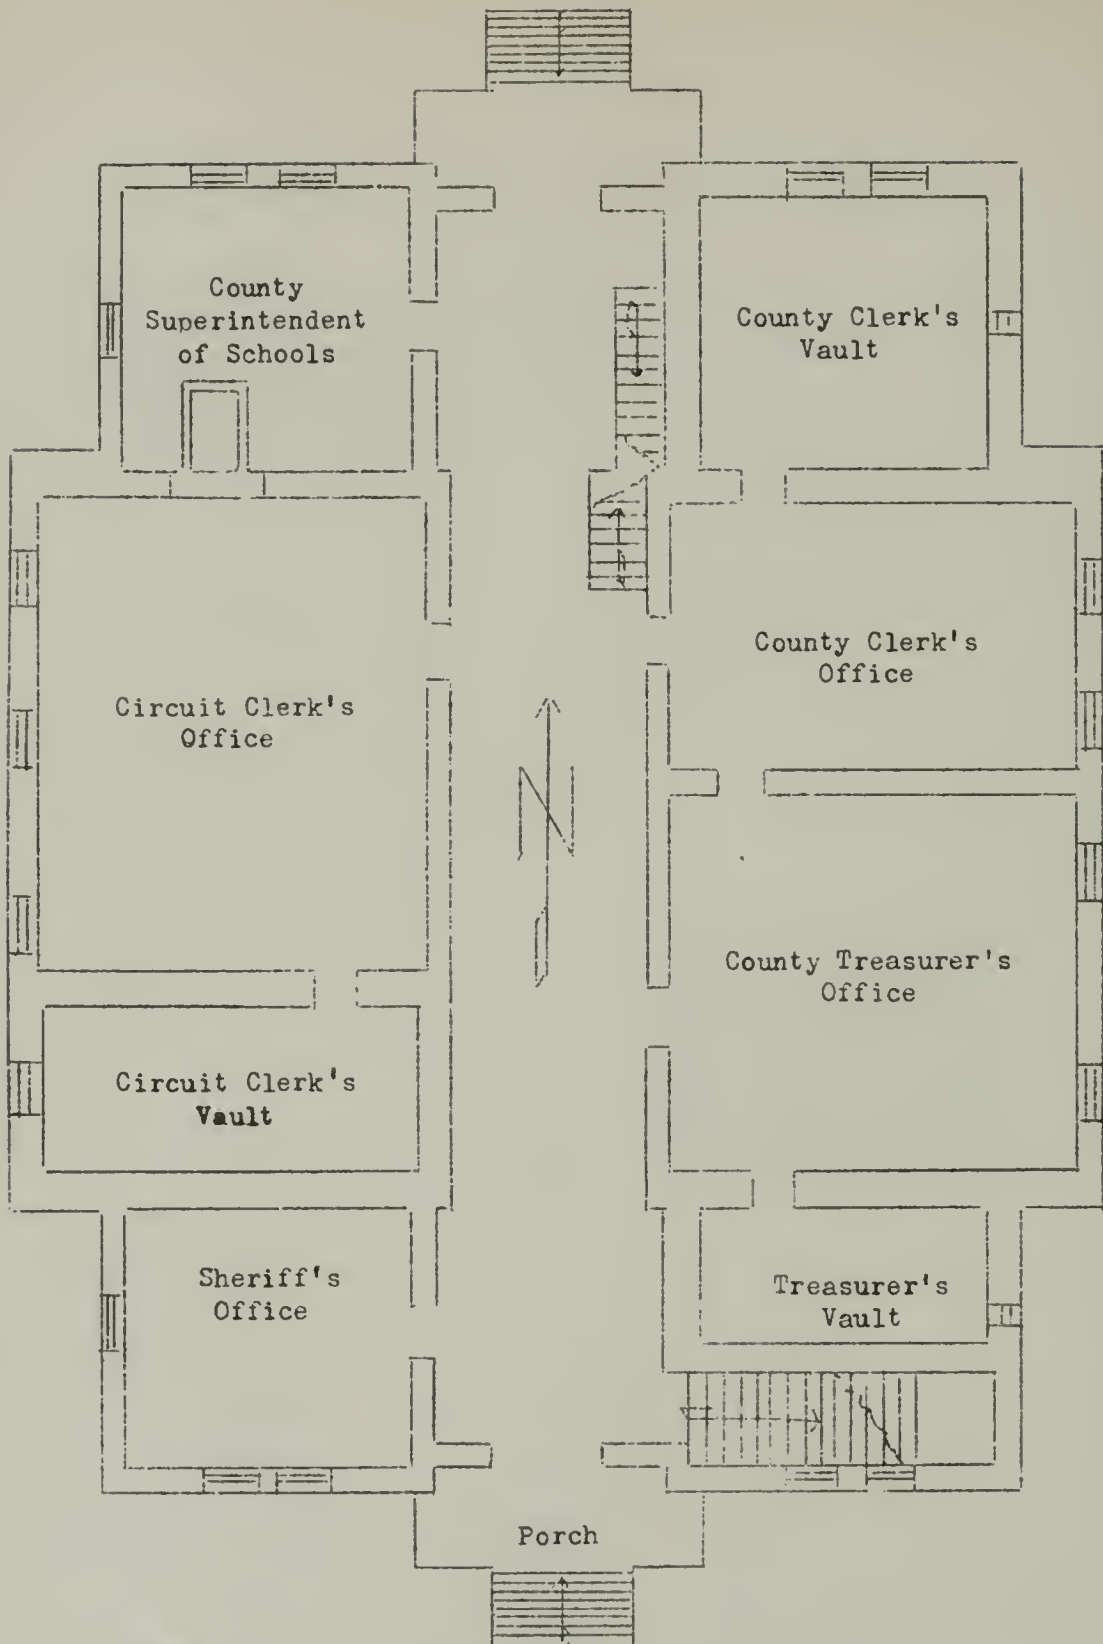 County
Superintendent
of Schools
County Clerk's
Vault
County Clerk's
Office
Circuit Clerk's
Office
N
County Treasurer's
Office
Circuit Clerk's
Vault
Sheriff's
Office
Treasurer's
Vault
Porch